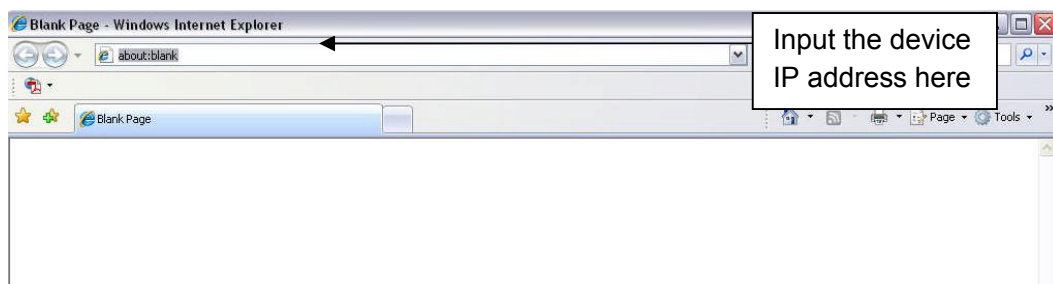 Blank Page - Windows Internet Explorer
Input the device
IP address here
about:blank
Blank Page
Page
Tools
»